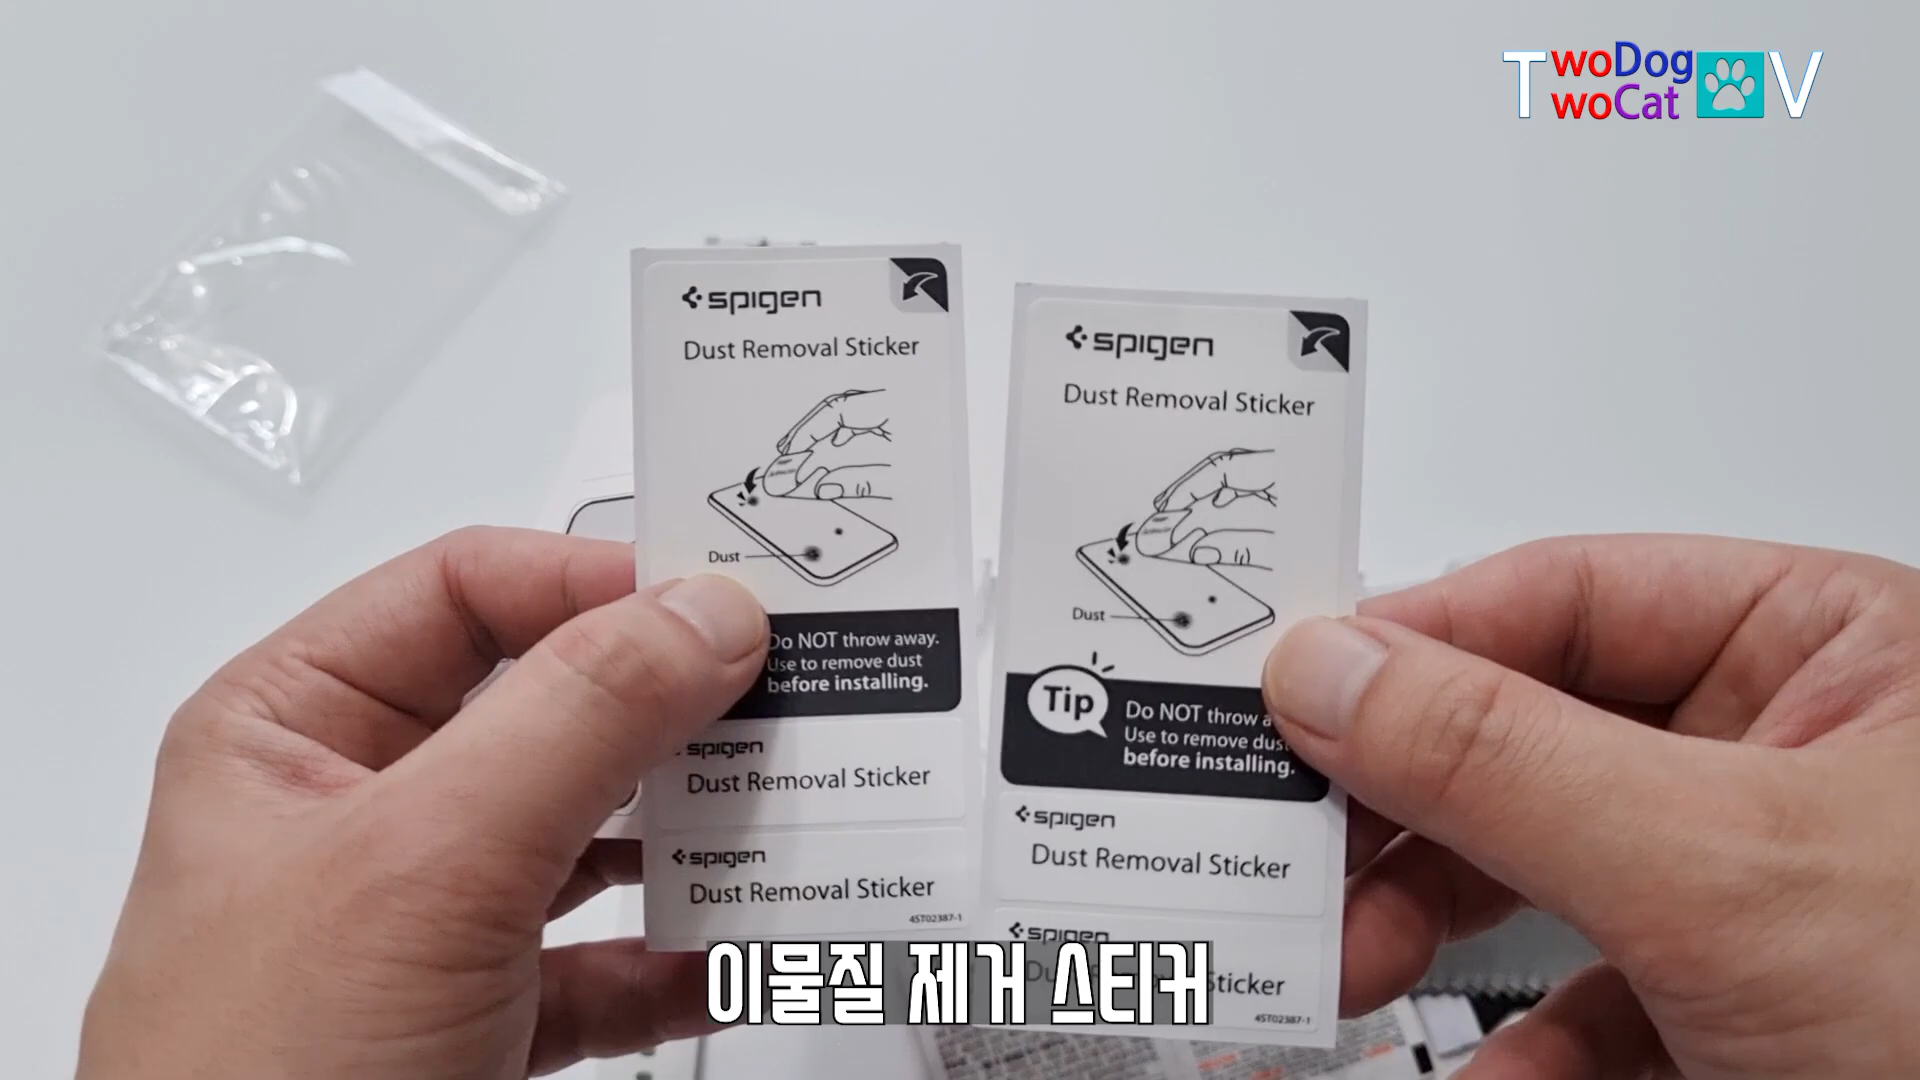 TwoDog
TwoCat
V
spigen
Dust Removal Sticker
Dust
Do NOT throw away.
Use to remove dust
before installing.
spigen
Dust Removal Sticker
spigen
Dust Removal Sticker
4ST02387-1
spigen
Dust Removal Sticker
Dust
Tip
Do NOT throw a
Use to remove dus
before installing.
spigen
Dust Removal Sticker
spigen
Sticker
4ST02387-1
이물질 제거 스티커